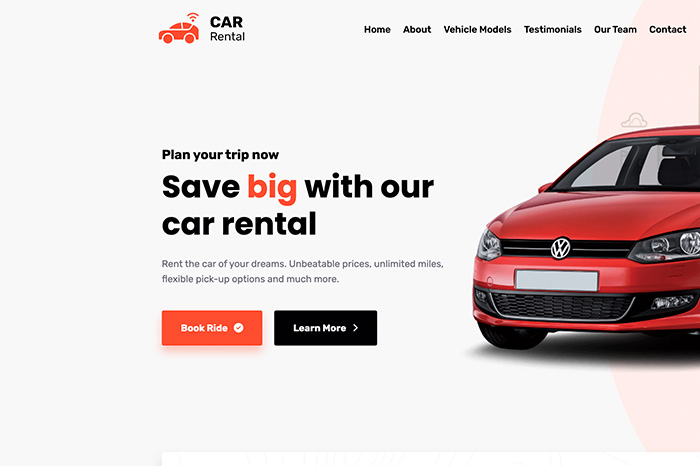 CAR
Rental
Home About Vehicle Models Testimonials Our Team Contact
Plan your trip now
Save big with our
car rental
Rent the car of your dreams. Unbeatable prices, unlimited miles,
flexible pick-up options and much more.
Book Ride Learn More